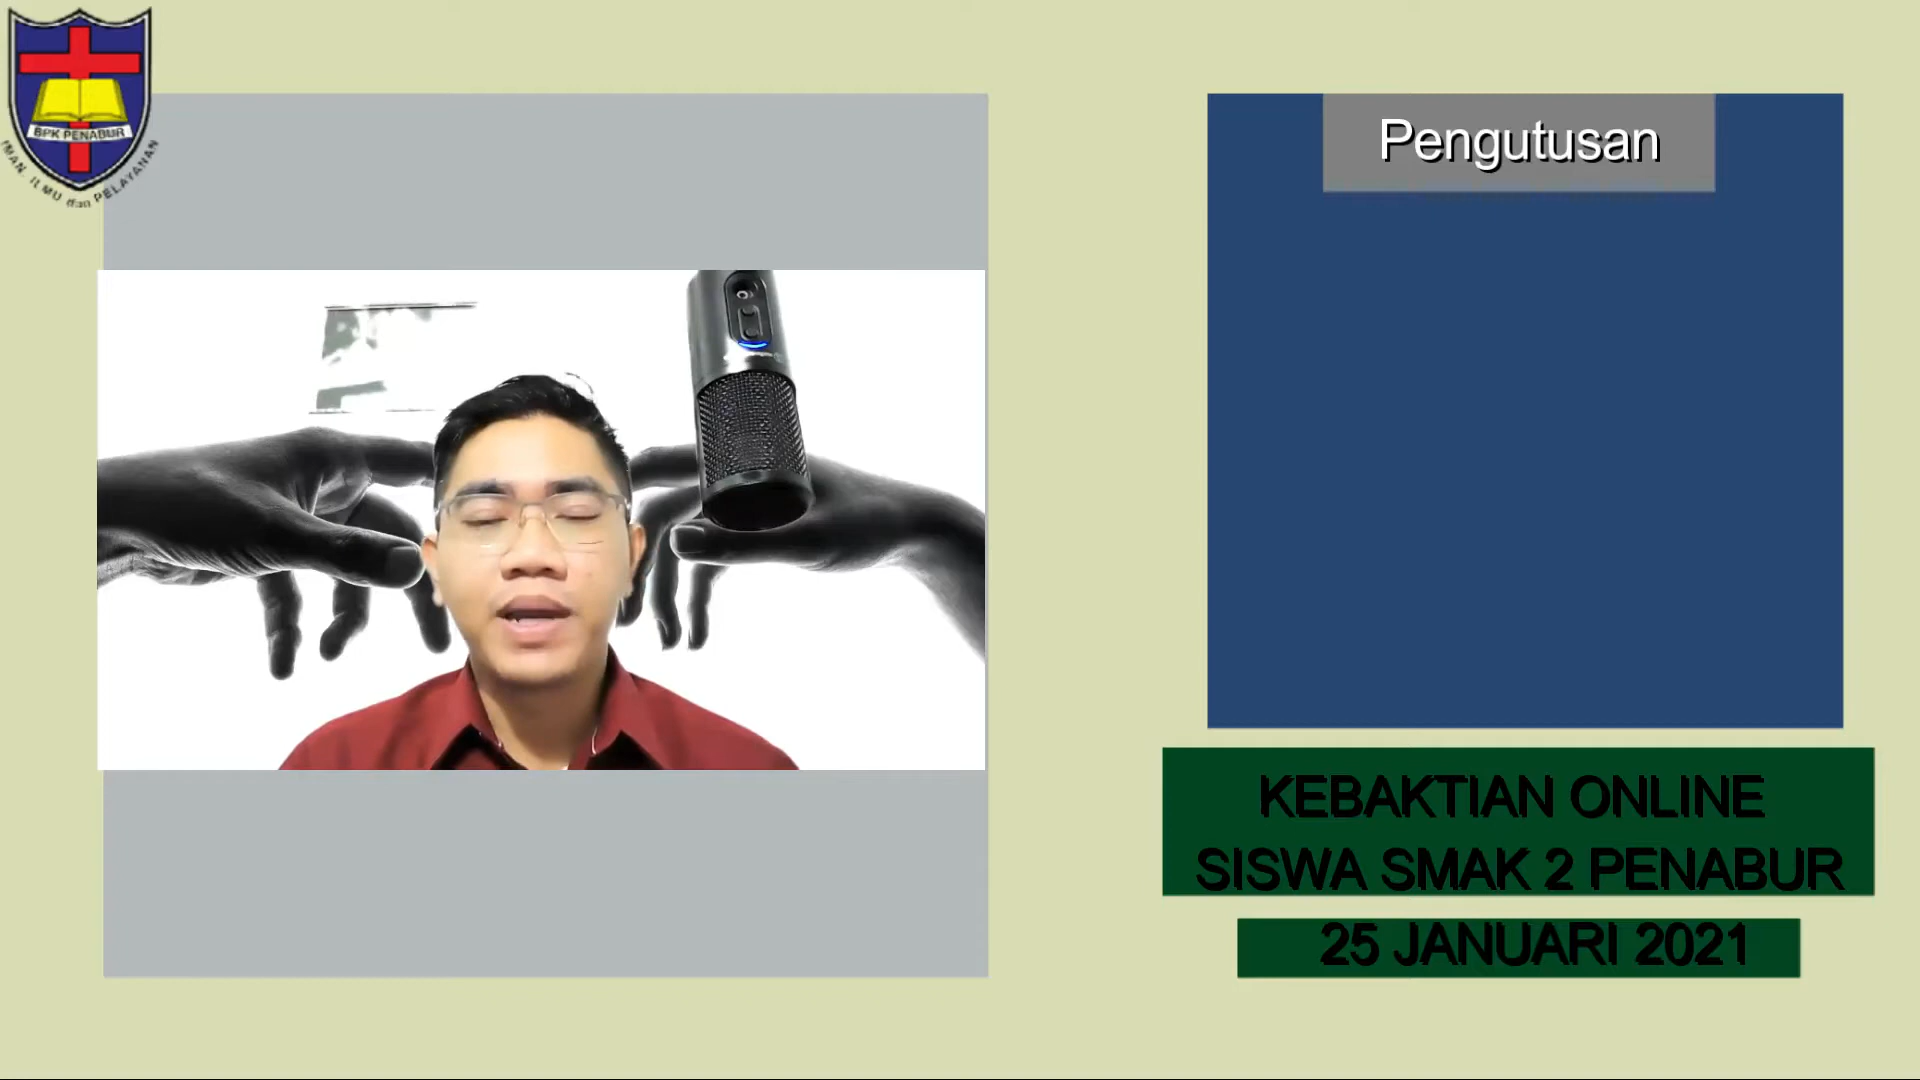 BPK PENABUR
IMAN, ILMU dan PELAYANAN
Pengutusan
KEBAKTIAN ONLINE
SISWA SMAK 2 PENABUR
25 JANUARI 2021